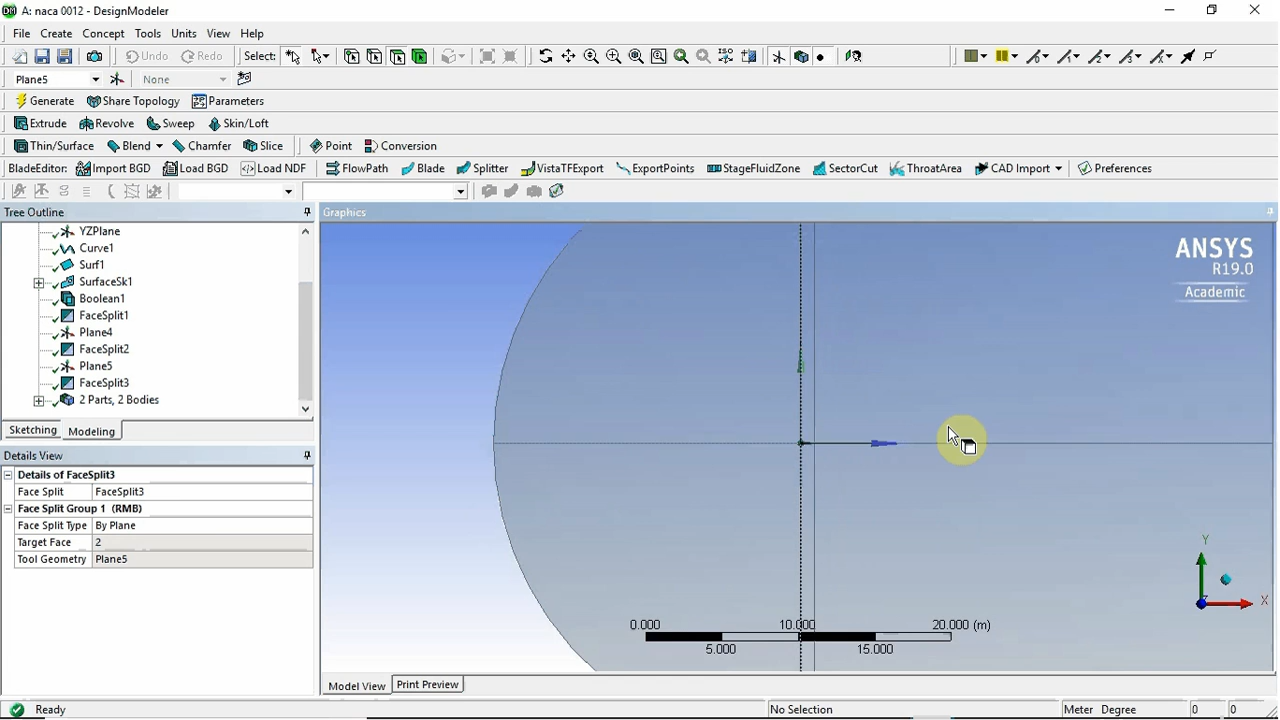 A: naca 0012 - DesignModeler
File Create Concept Tools Units View Help
Undo Redo Select:
Plane5 None
Generate Share Topology Parameters
Extrude Revolve Sweep Skin/Loft
Thin/Surface Blend Chamfer Slice Point Conversion
BladeEditor: Import BGD Load BGD Load NDF FlowPath Blade Splitter VistaTFExport ExportPoints StageFluidZone SectorCut ThroatArea CAD Import Preferences
Tree Outline
YZPlane
Curve1
Surf1
SurfaceSk1
Boolean1
FaceSplit1
Plane4
FaceSplit2
Plane5
FaceSplit3
2 Parts, 2 Bodies
Sketching Modeling
Details View
Details of FaceSplit3
Face Split FaceSplit3
Face Split Group 1 (RMB)
Face Split Type By Plane
Target Face 2
Tool Geometry Plane5
Graphics
ANSYS
R19.0
Academic
Y
X
Z
0.000 10.000 20.000 (m)
5.000 15.000
Model View Print Preview
Ready No Selection Meter Degree 0 0